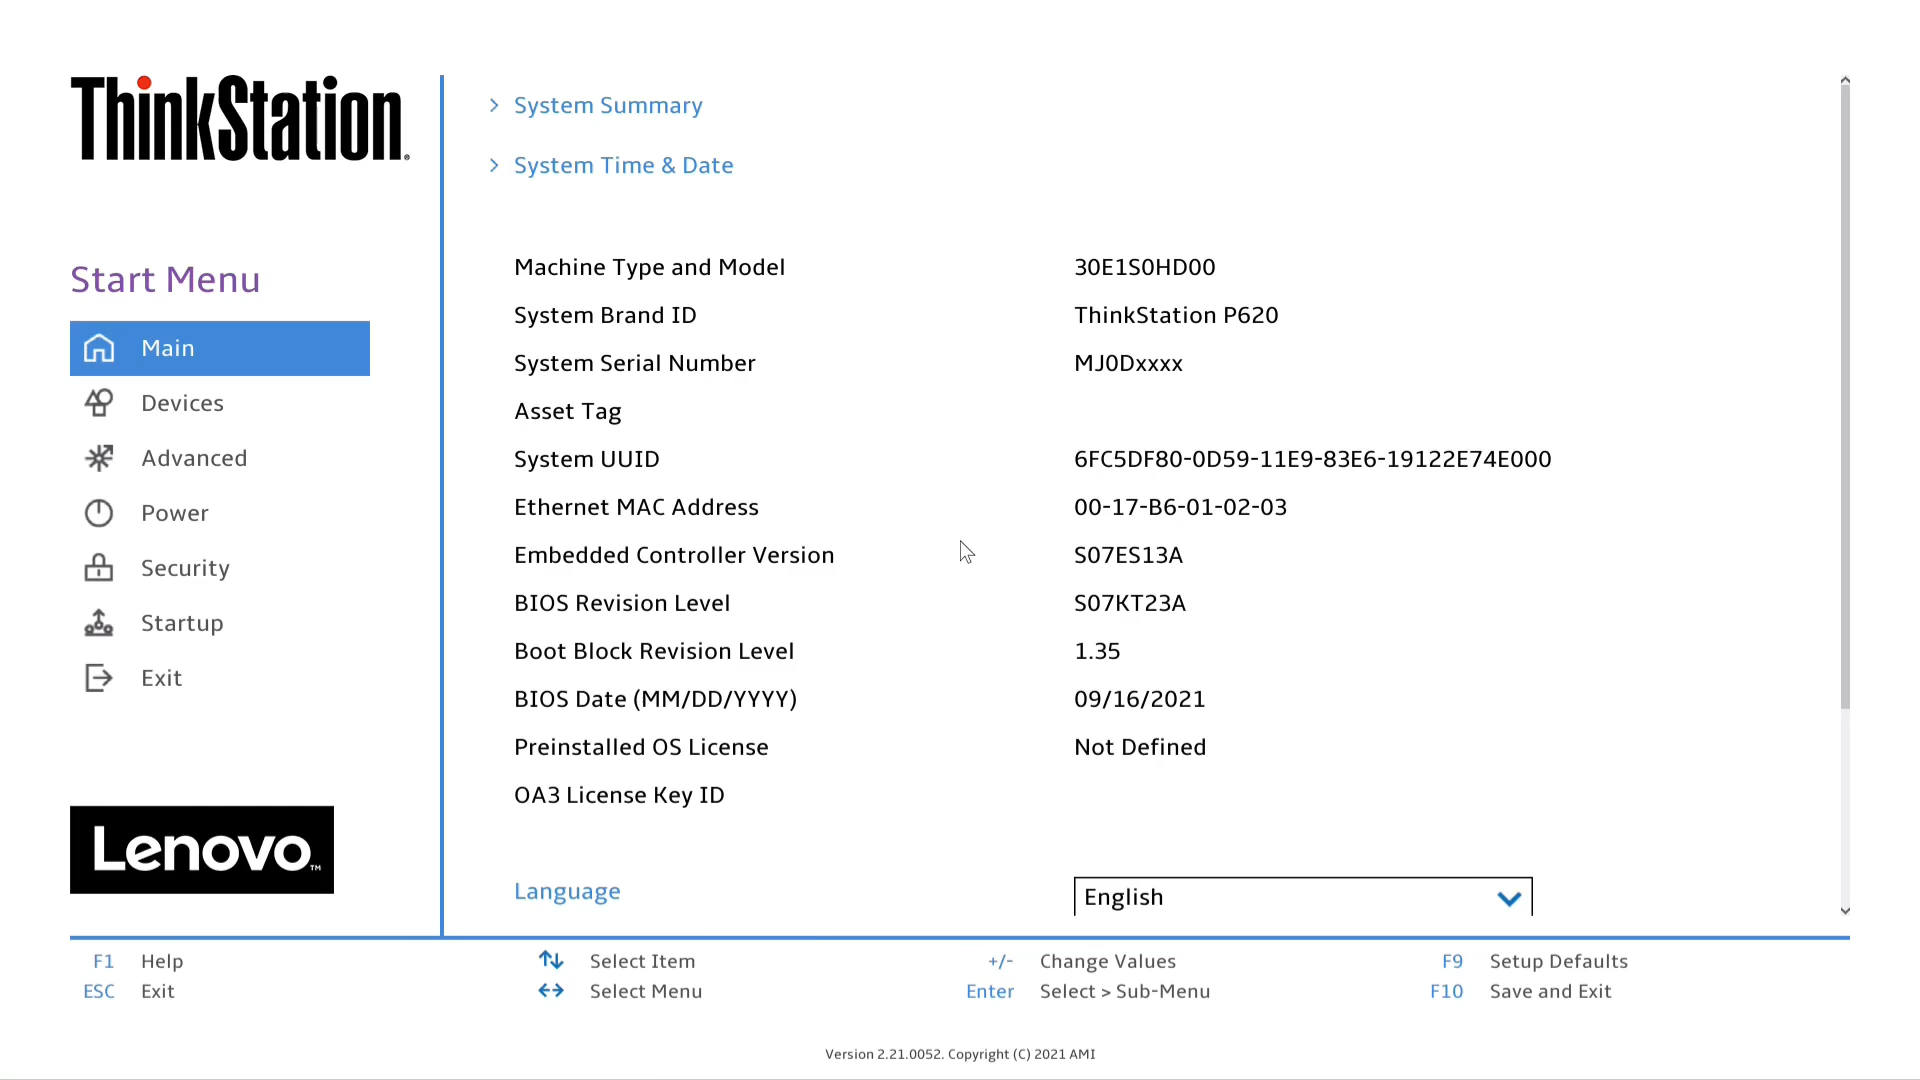 ThinkStation®
Start Menu
Main
Devices
Advanced
Power
Security
Startup
Exit
Lenovo™
> System Summary
> System Time & Date
Machine Type and Model 30E1S0HD00
System Brand ID ThinkStation P620
System Serial Number MJ0Dxxxx
Asset Tag
System UUID 6FC5DF80-0D59-11E9-83E6-19122E74E000
Ethernet MAC Address 00-17-B6-01-02-03
Embedded Controller Version S07ES13A
BIOS Revision Level S07KT23A
Boot Block Revision Level 1.35
BIOS Date (MM/DD/YYYY) 09/16/2021
Preinstalled OS License Not Defined
OA3 License Key ID
Language English
F1 Help ↑↓ Select Item +/- Change Values F9 Setup Defaults
ESC Exit ↔ Select Menu Enter Select > Sub-Menu F10 Save and Exit
Version 2.21.0052. Copyright (C) 2021 AMI